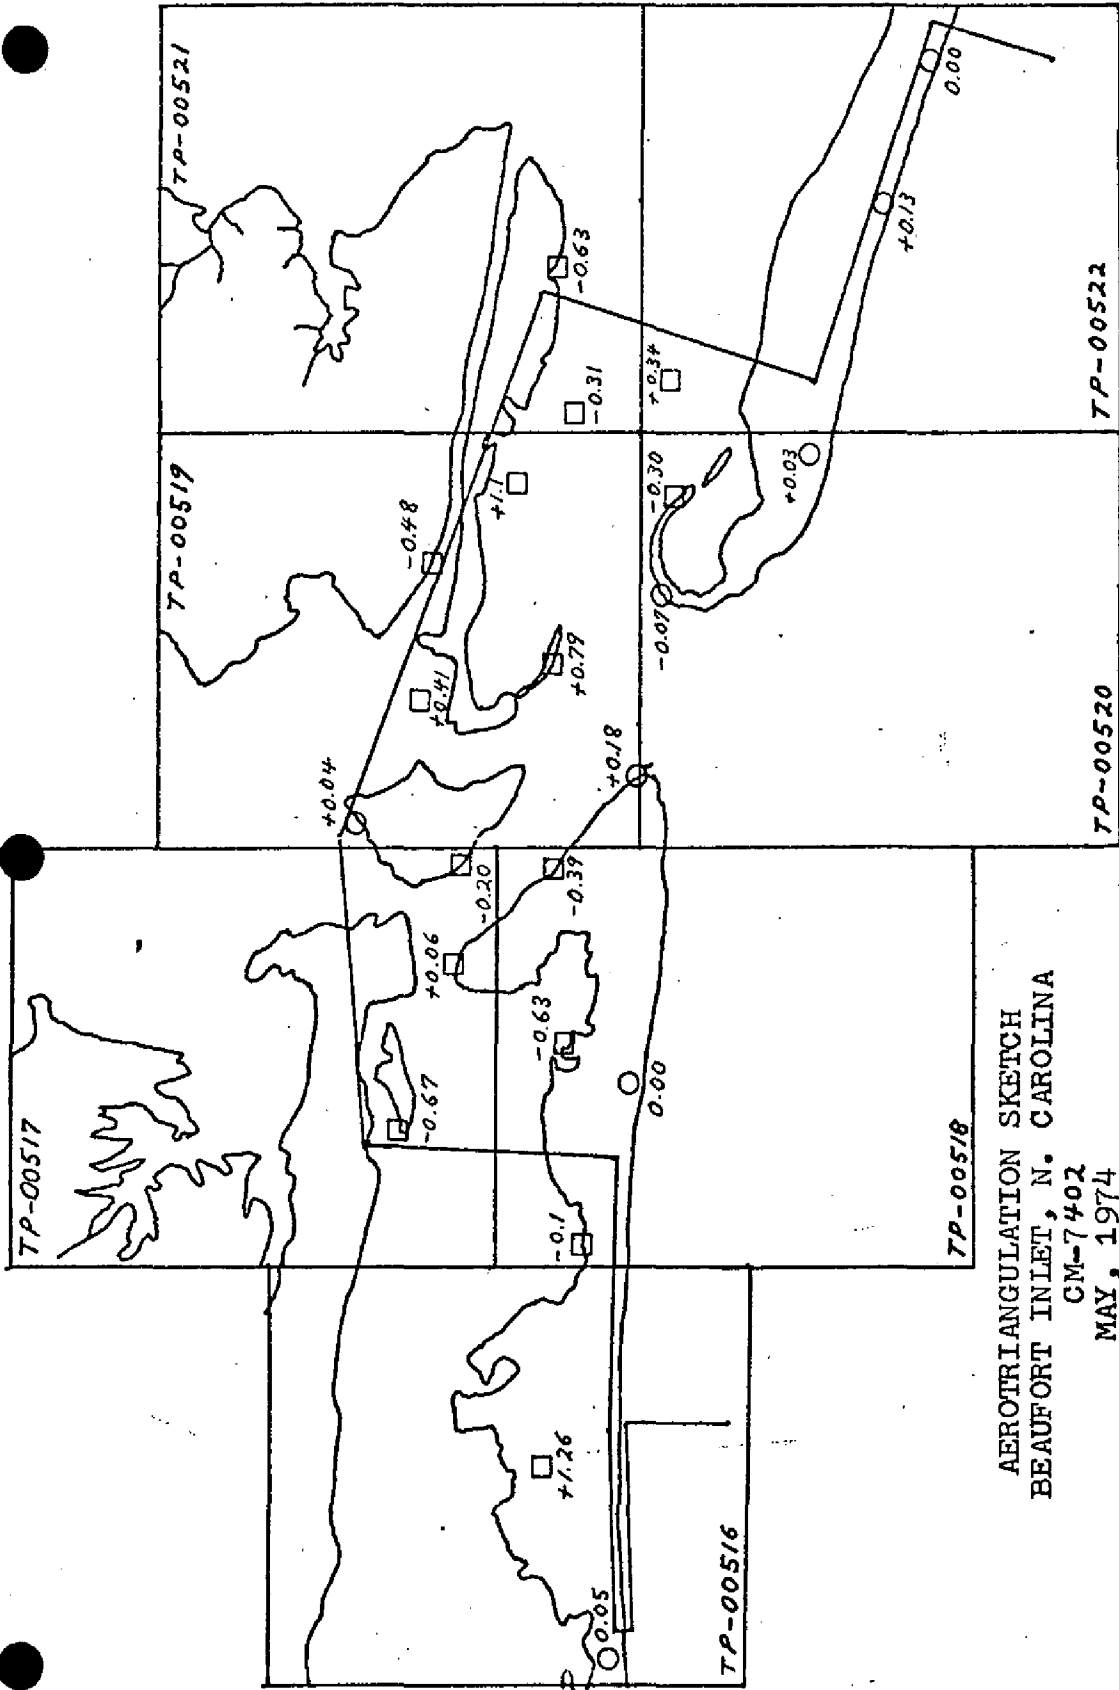 TP-00521
TP-00519
TP-00517
0.00
+0.13
-0.63
-0.31
+0.34
TP-00522
-0.48
+1.1
-0.30
+0.03
-0.07
+0.41
+0.79
+0.04
+0.18
TP-00520
-0.20
-0.39
+0.06
-0.63
-0.67
0.00
-0.1
TP-00518
+1.26
0.05
TP-00516
AEROTRIANGULATION SKETCH
BEAUFORT INLET, N. CAROLINA
CM-7402
MAY, 1974